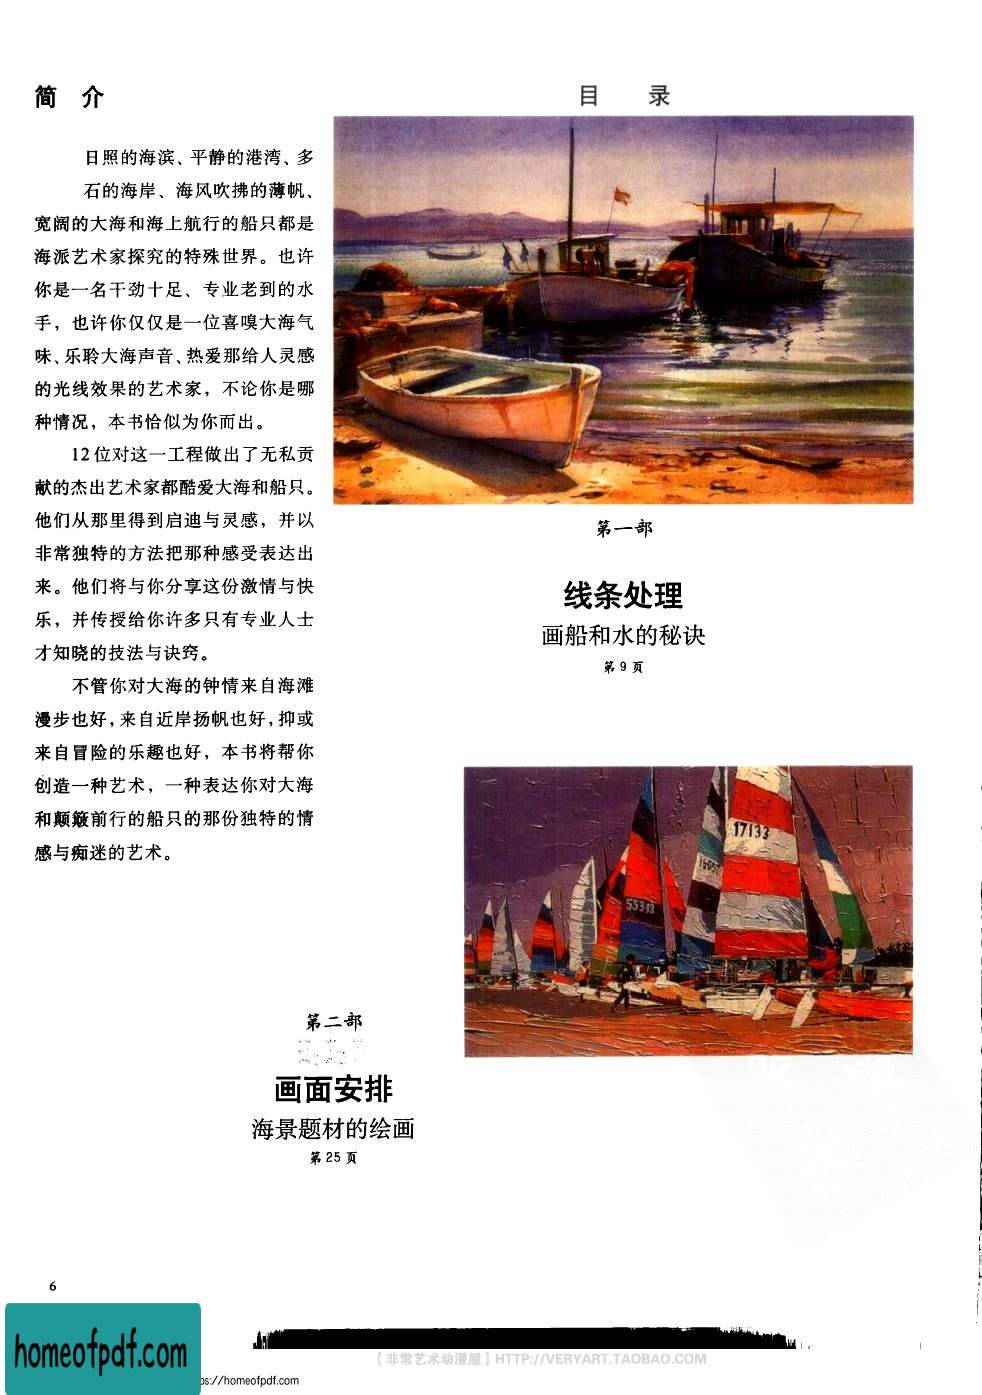 简 介
日照的海滨、平静的港湾、多
石的海岸、海风吹拂的薄帆、
宽阔的大海和海上航行的船只都是
海派艺术家探究的特殊世界。也许
你是一名干劲十足、专业老到的水
手，也许你仅仅是一位喜嗅大海气
味、乐聆大海声音、热爱那给人灵感
的光线效果的艺术家，不论你是哪
种情况，本书恰似为你而出。
12位对这一工程做出了无私贡
献的杰出艺术家都酷爱大海和船只。
他们从那里得到启迪与灵感，并以
非常独特的方法把那种感受表达出
来。他们将与你分享这份激情与快
乐，并传授给你许多只有专业人士
才知晓的技法与诀窍。
不管你对大海的钟情来自海滩
漫步也好，来自近岸扬帆也好，抑或
来自冒险的乐趣也好，本书将帮你
创造一种艺术，一种表达你对大海
和颠簸前行的船只的那份独特的情
感与痴迷的艺术。
目 录
第一部
线条处理
画船和水的秘诀
第9页
17133
55313
第二部
画面安排
海景题材的绘画
第25页
6
homeofpdf.com
ps://homeofpdf.com
【非常艺术动漫屋】HTTP://VERYART.TAOBAO.COM